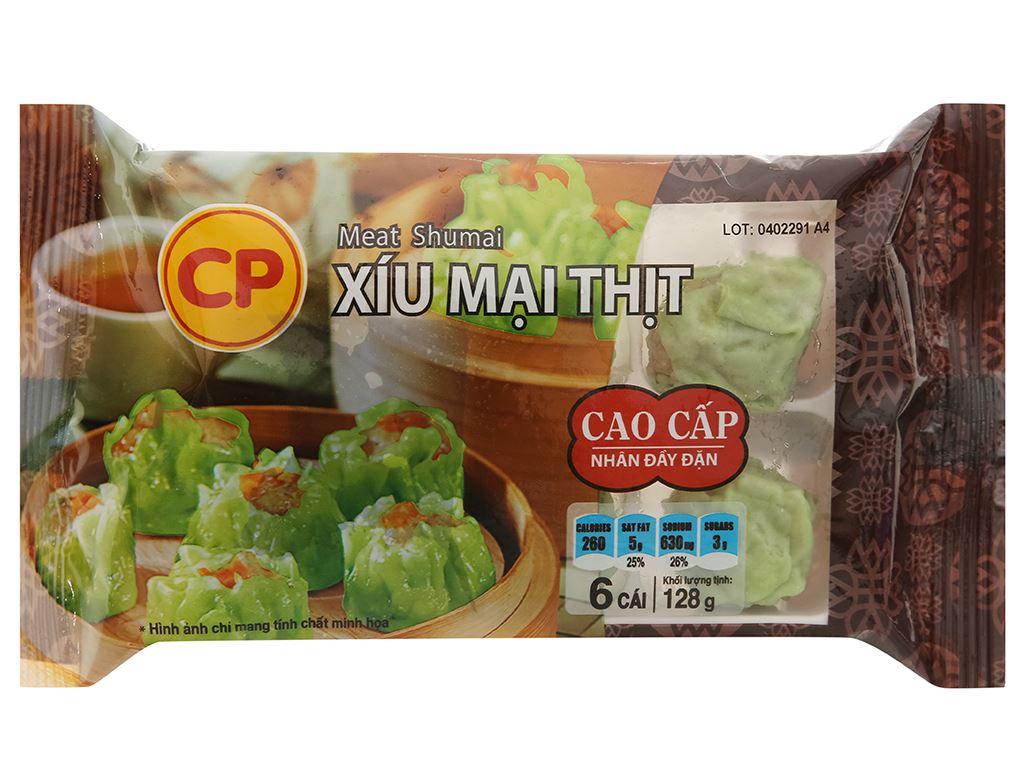 CP
Meat Shumai
XÍU MẠI THỊT
LOT: 0402291 A4
CAO CẤP
NHÂN ĐẦY ĐẶN
CALORIES SAT FAT SODIUM SUGARS
260 5g 630mg 3g
25% 26%
6 CÁI
Khối lượng tịnh:
128 g
* Hình ảnh chỉ mang tính chất minh họa